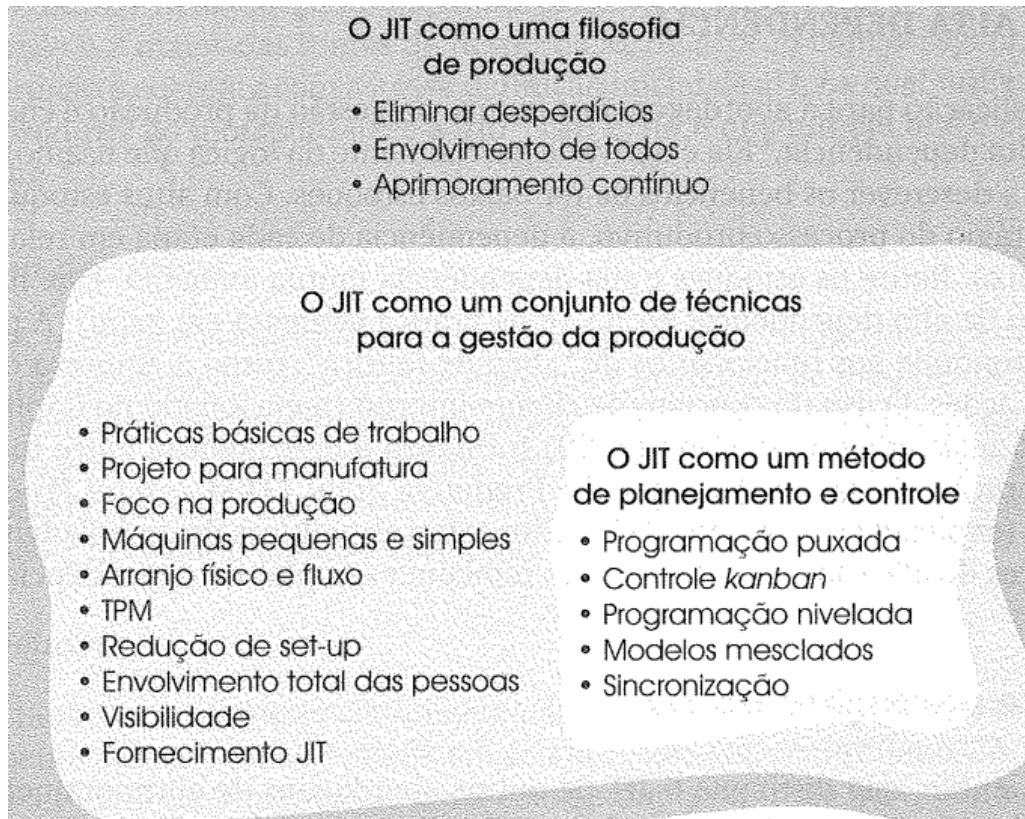 O JIT como uma filosofia
de produção
• Eliminar desperdícios
• Envolvimento de todos
• Aprimoramento contínuo
O JIT como um conjunto de técnicas
para a gestão da produção
• Práticas básicas de trabalho
• Projeto para manufatura
• Foco na produção
• Máquinas pequenas e simples
• Arranjo físico e fluxo
• TPM
• Redução de set-up
• Envolvimento total das pessoas
• Visibilidade
• Fornecimento JIT
O JIT como um método
de planejamento e controle
• Programação puxada
• Controle kanban
• Programação nivelada
• Modelos mesclados
• Sincronização